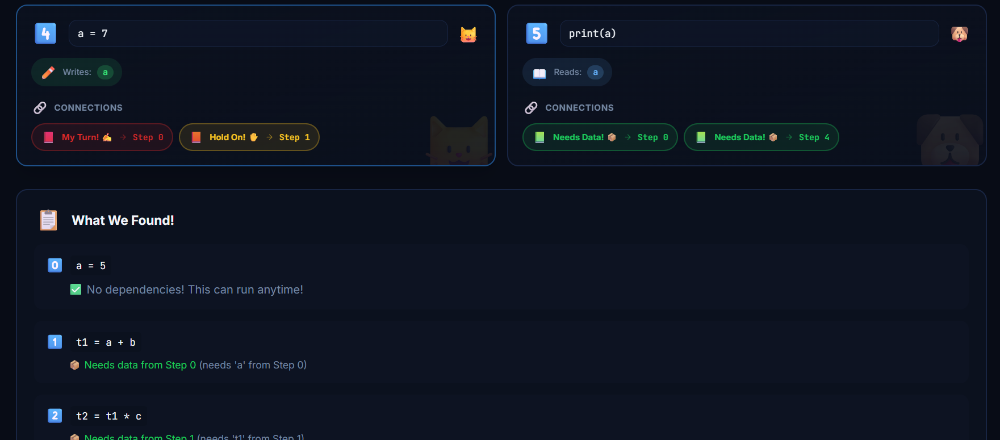 4 a = 7
Writes: a
CONNECTIONS
My Turn! → Step 0 Hold On! → Step 1
5 print(a)
Reads: a
CONNECTIONS
Needs Data! → Step 0 Needs Data! → Step 4
What We Found!
0 a = 5
No dependencies! This can run anytime!
1 t1 = a + b
Needs data from Step 0 (needs 'a' from Step 0)
2 t2 = t1 * c
Needs data from Step 1 (needs 't1' from Step 1)